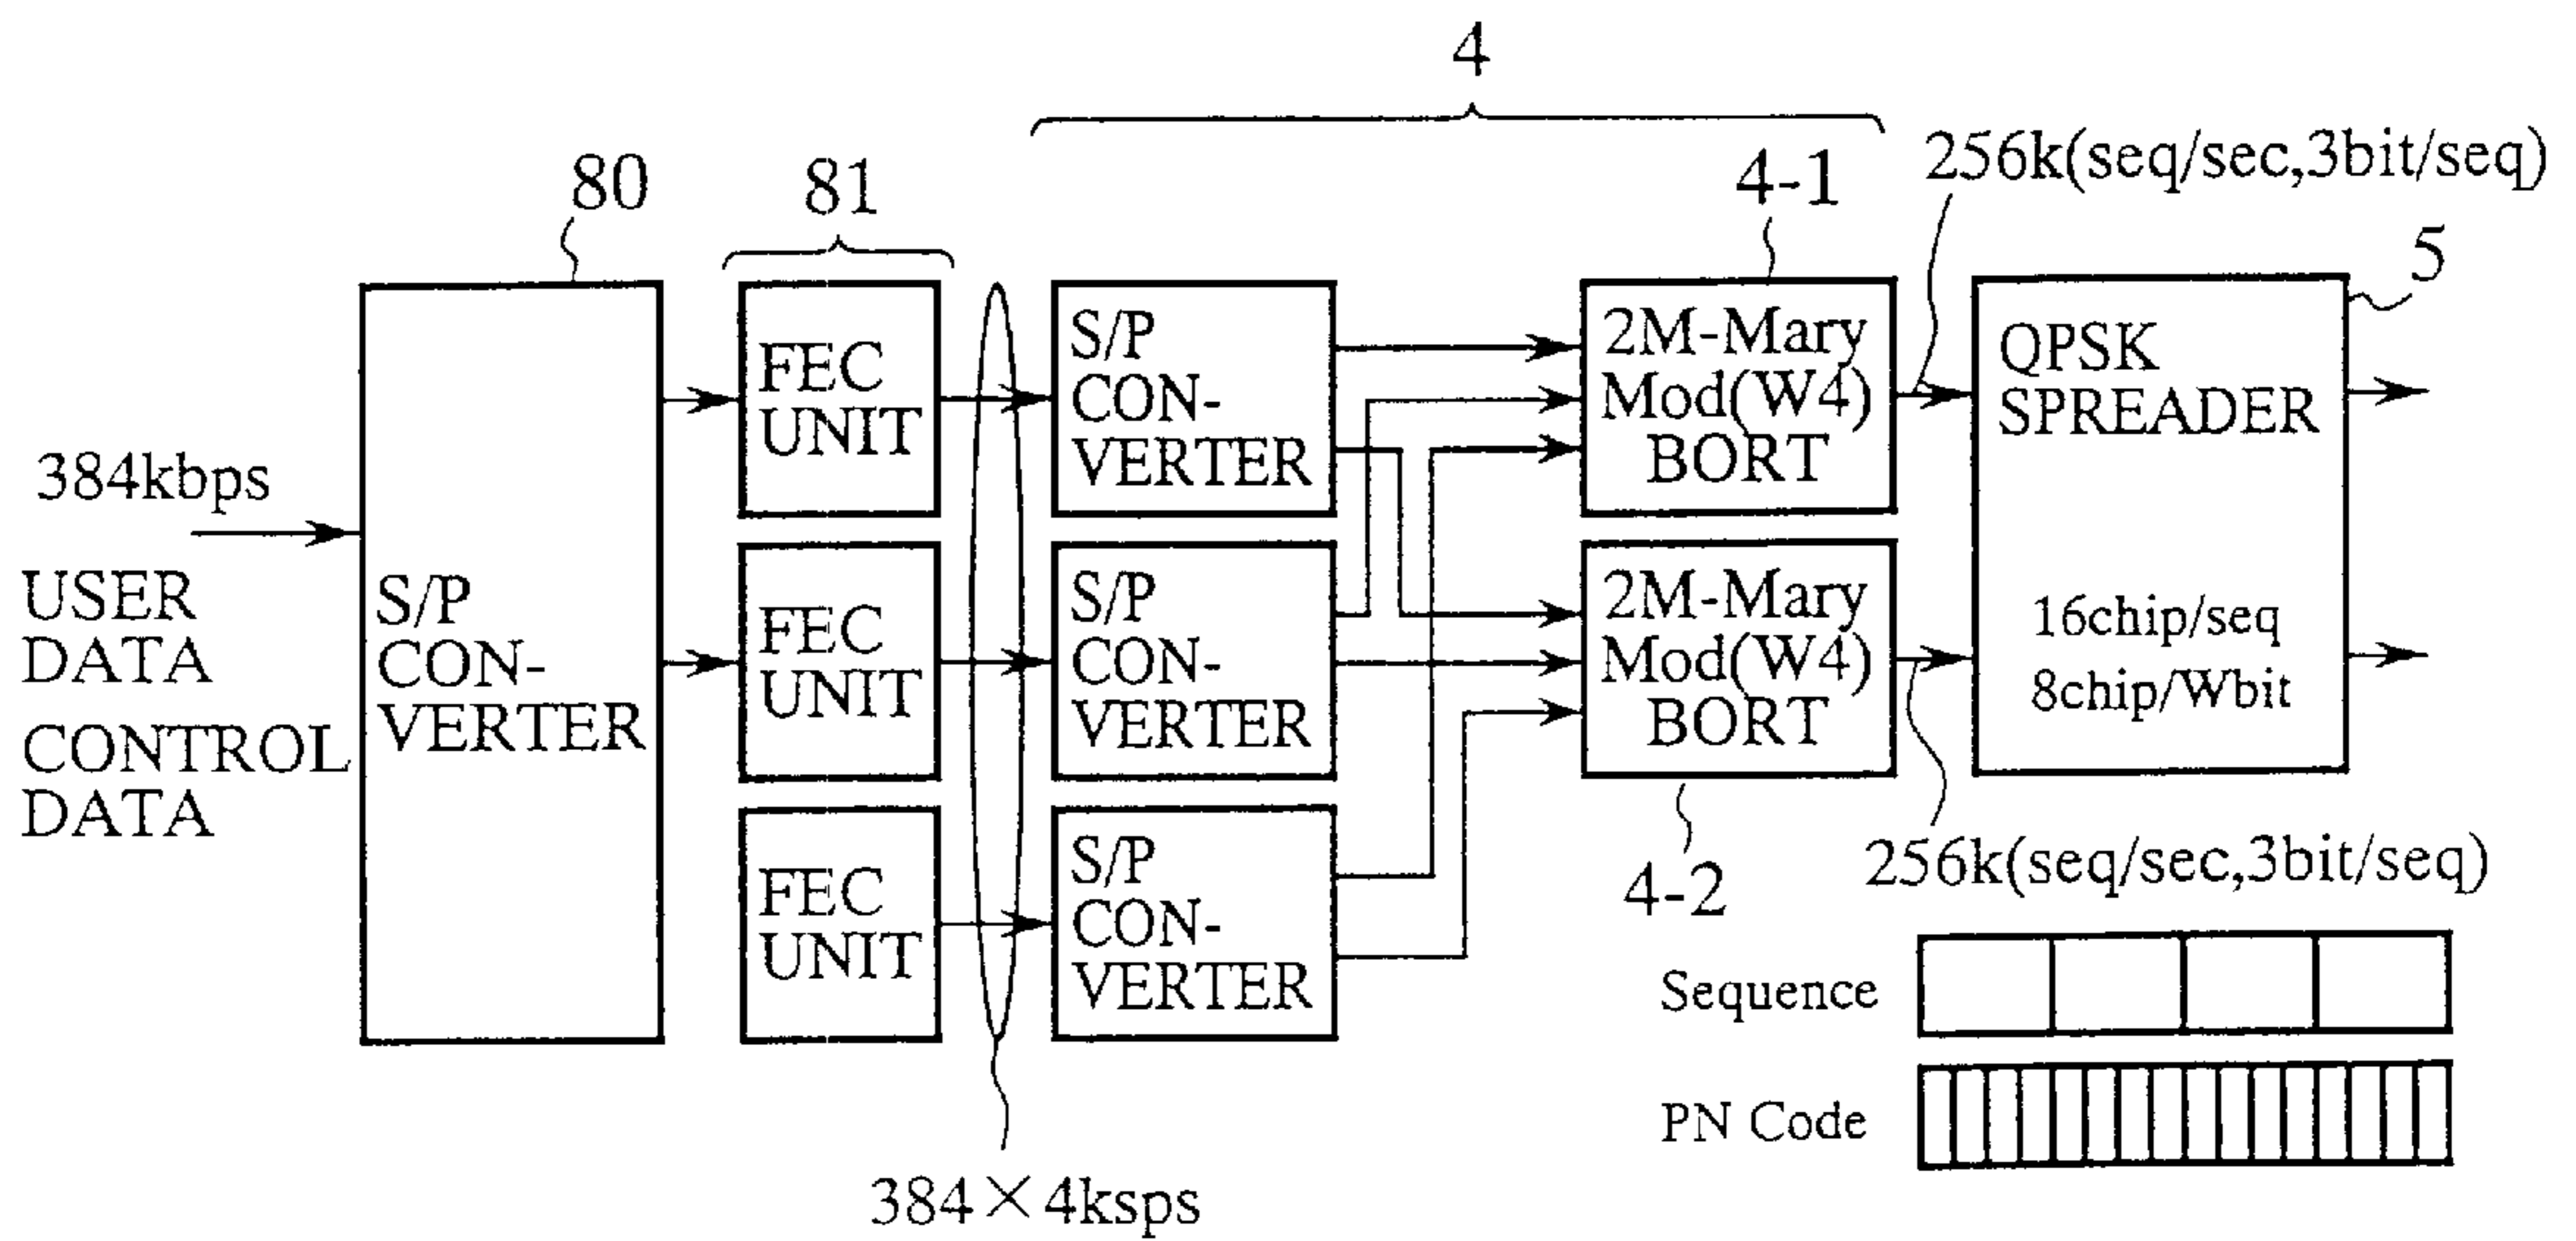 4
80
81
4-1
256k(seq/sec,3bit/seq)
5
384kbps
USER
DATA
CONTROL
DATA
S/P
CON-
VERTER
FEC
UNIT
FEC
UNIT
FEC
UNIT
384×4ksps
S/P
CON-
VERTER
S/P
CON-
VERTER
S/P
CON-
VERTER
2M-Mary
Mod(W4)
BORT
2M-Mary
Mod(W4)
BORT
4-2
QPSK
SPREADER
16chip/seq
8chip/Wbit
256k(seq/sec,3bit/seq)
Sequence
PN Code